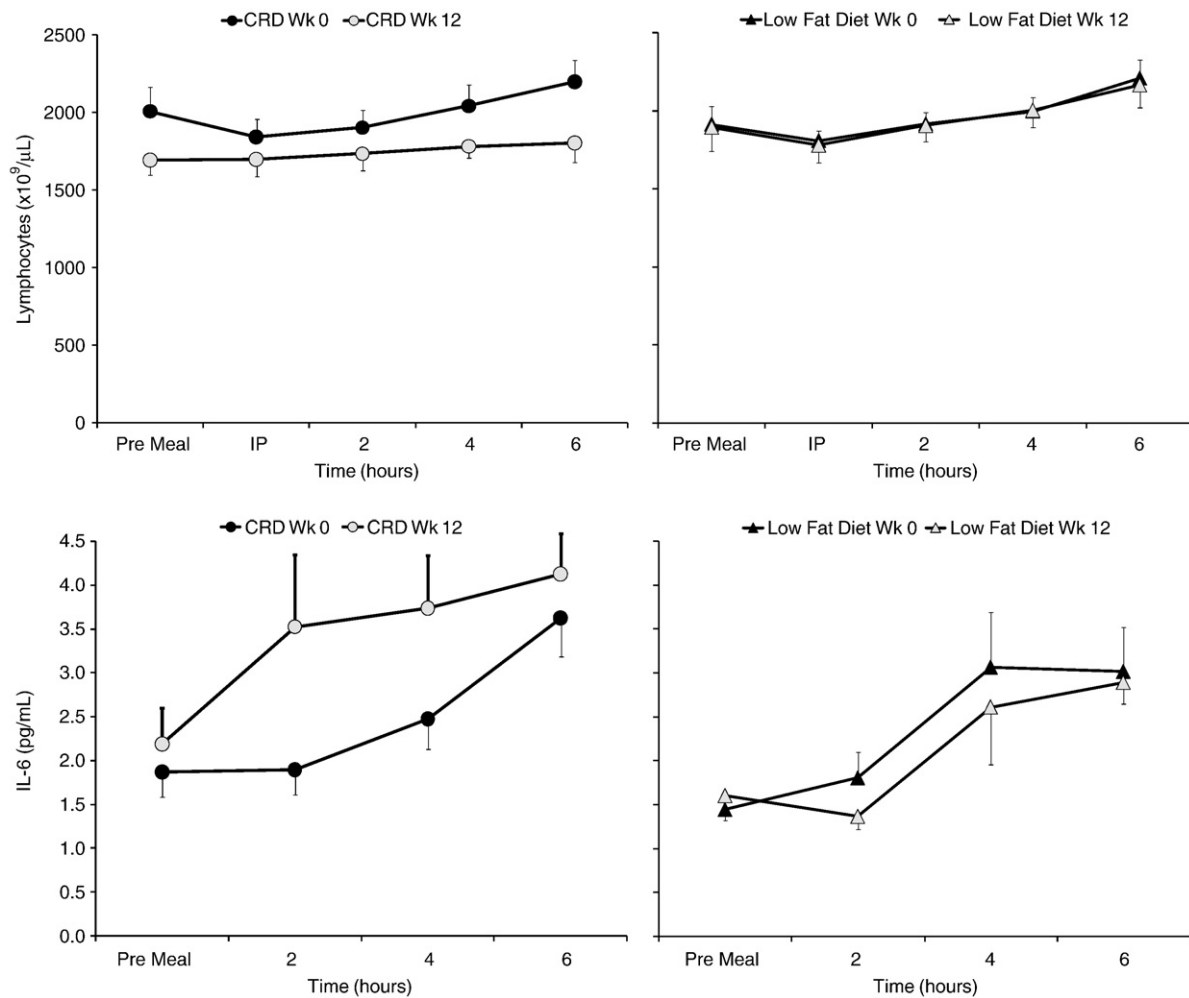 CRD Wk 0 CRD Wk 12
Low Fat Diet Wk 0 Low Fat Diet Wk 12
2500
2000
1500
1000
500
0
Lymphocytes (x10⁹/μL)
Pre Meal IP 2 4 6
Time (hours)
Pre Meal IP 2 4 6
Time (hours)
CRD Wk 0 CRD Wk 12
Low Fat Diet Wk 0 Low Fat Diet Wk 12
4.5
4.0
3.5
3.0
2.5
2.0
1.5
1.0
0.5
0.0
IL-6 (pg/mL)
Pre Meal 2 4 6
Time (hours)
Pre Meal 2 4 6
Time (hours)